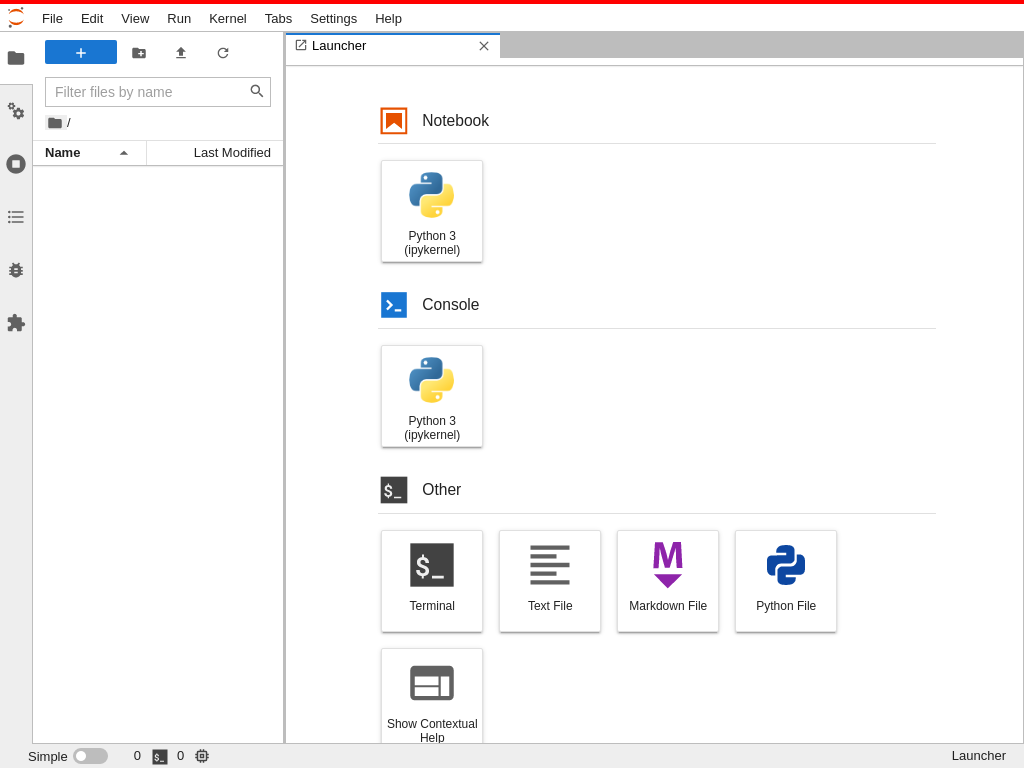 File Edit View Run Kernel Tabs Settings Help
Launcher
Filter files by name
/
Name Last Modified
Notebook
Python 3
(ipykernel)
Console
Python 3
(ipykernel)
$_ Other
$_
Terminal
Text File
M
Markdown File
Python File
Show Contextual
Help
Simple 0 $_ 0 Launcher